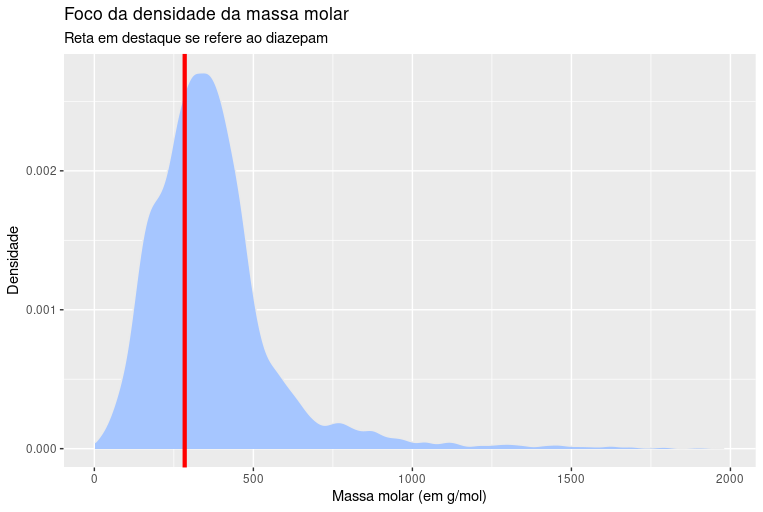 Foco da densidade da massa molar
Reta em destaque se refere ao diazepam
Densidade
0.002
0.001
0.000
0
500
1000
1500
2000
Massa molar (em g/mol)